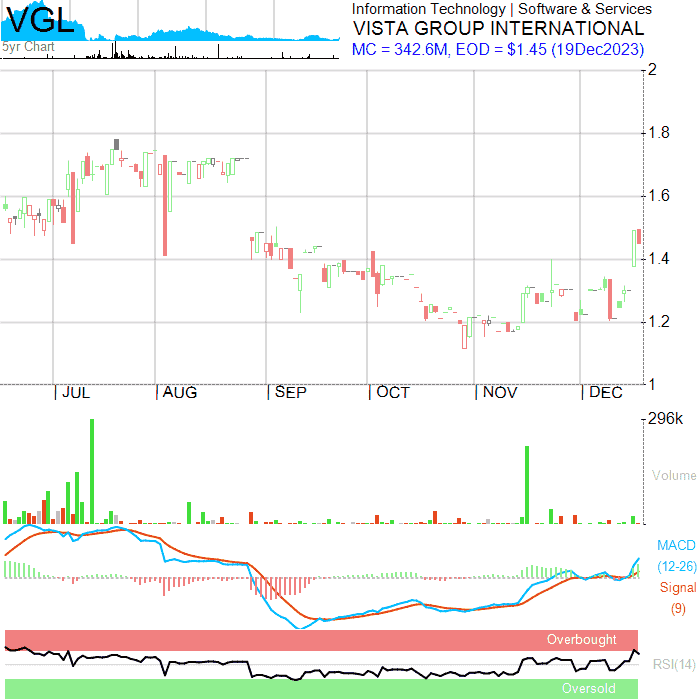 VGL
5yr Chart
Information Technology | Software & Services
VISTA GROUP INTERNATIONAL
MC = 342.6M, EOD = $1.45 (19Dec2023)
2
1.8
1.6
1.4
1.2
1
JUL
AUG
SEP
OCT
NOV
DEC
296k
Volume
MACD
(12-26)
Signal
(9)
Overbought
RSI(14)
Oversold